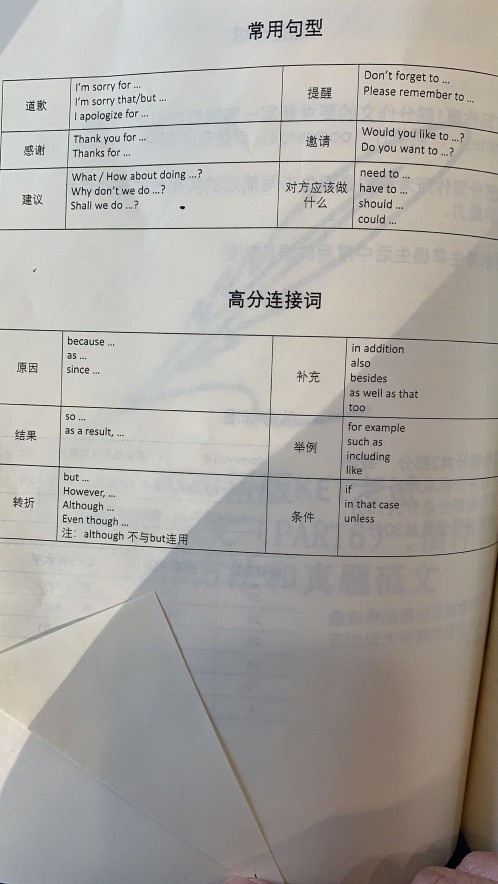 常用句型
道歉
I'm sorry for ...
I'm sorry that/but ...
I apologize for ...
提醒
Don't forget to ...
Please remember to ...
感谢
Thank you for ...
Thanks for ...
邀请
Would you like to ...?
Do you want to ...?
建议
What / How about doing ...?
Why don't we do ...?
Shall we do ...?
对方应该做
什么
need to ...
have to ...
should ...
could ...
高分连接词
原因
because ...
as ...
since ...
补充
in addition
also
besides
as well as that
too
结果
so ...
as a result, ...
举例
for example
such as
including
like
转折
but ...
However, ...
Although ...
Even though ...
注：although 不与but连用
条件
if
in that case
unless